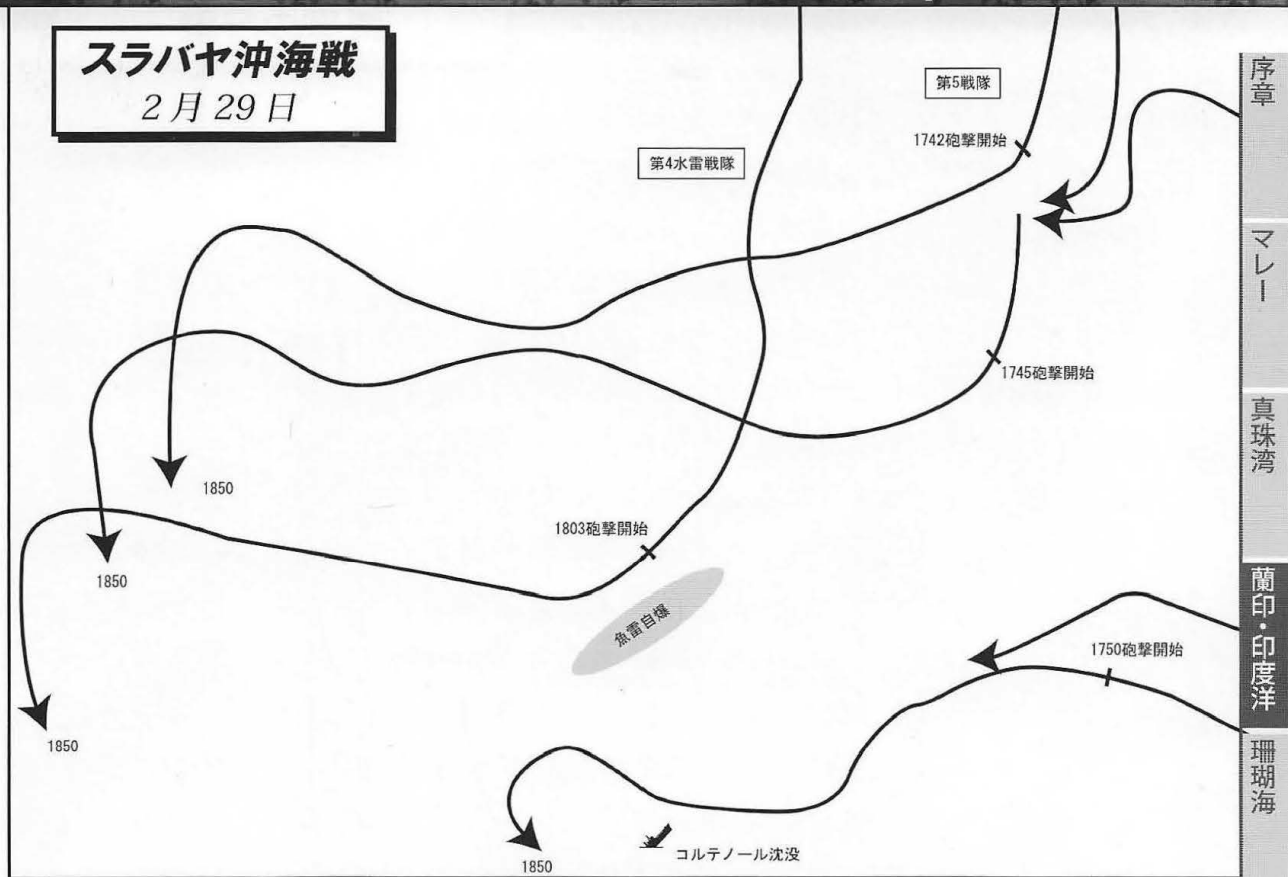 スラバヤ沖海戦
2月29日
第5戦隊
1742砲撃開始
第4水雷戦隊
1745砲撃開始
1850
1803砲撃開始
1850
魚雷自爆
1750砲撃開始
1850
コルテノール沈没
1850
序章
マレー
真珠湾
蘭印・印度洋
珊瑚海